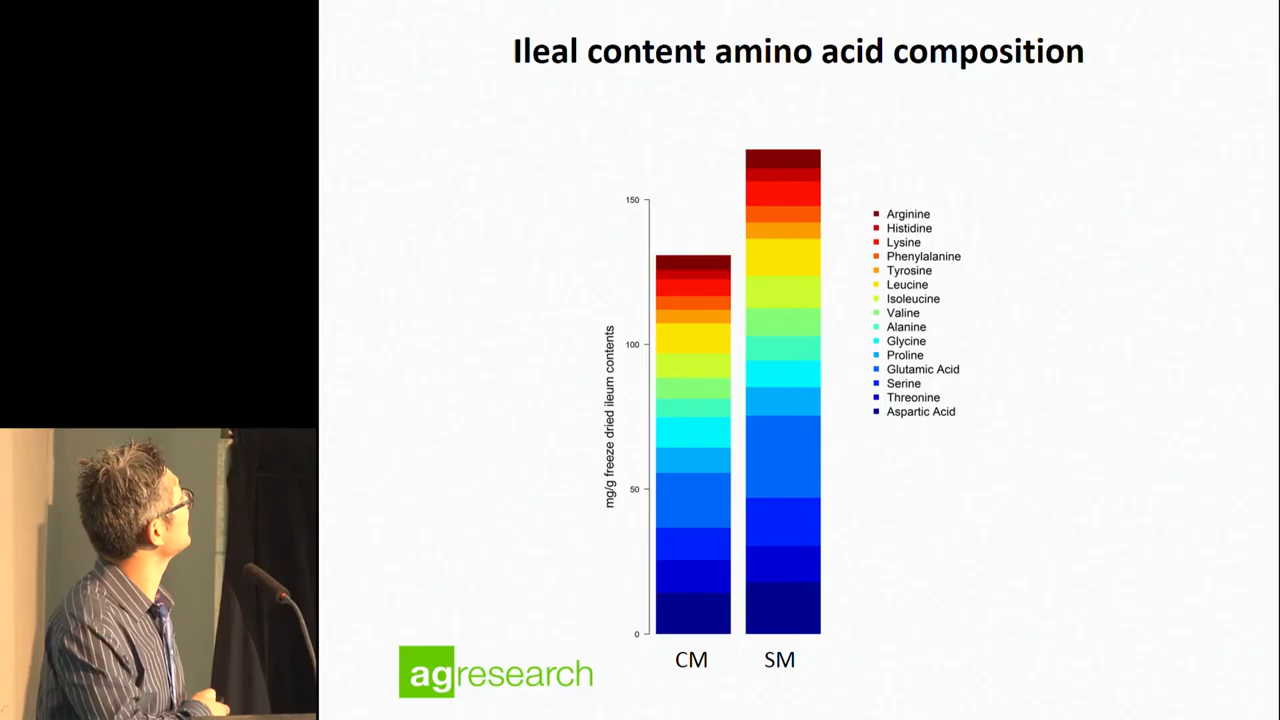 Ileal content amino acid composition
150
100
50
0
mg/g freeze dried ileum contents
Arginine
Histidine
Lysine
Phenylalanine
Tyrosine
Leucine
Isoleucine
Valine
Alanine
Glycine
Proline
Glutamic Acid
Serine
Threonine
Aspartic Acid
CM
SM
agresearch